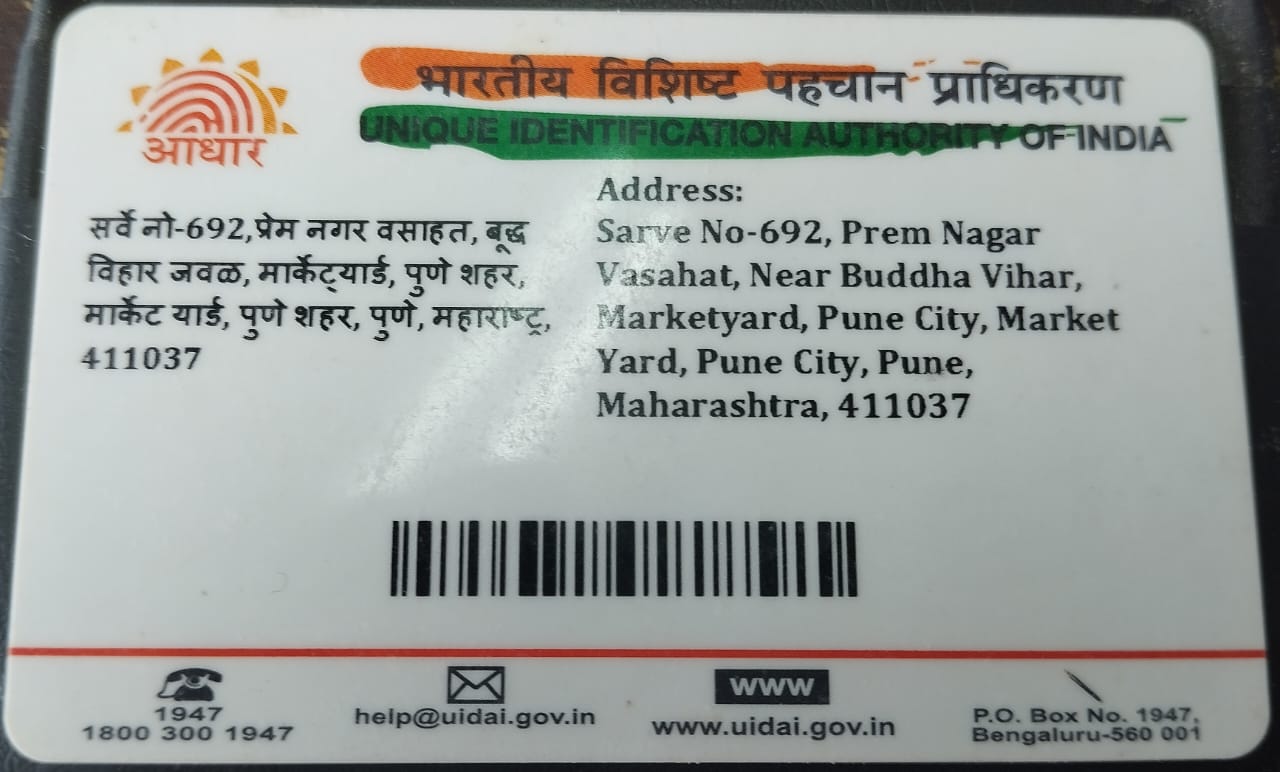 भारतीय विशिष्ट पहचान प्राधिकरण
UNIQUE IDENTIFICATION AUTHORITY OF INDIA
आधार
सर्वे नो-692,प्रेम नगर वसाहत, बूद्ध
विहार जवळ, मार्केट्यार्ड, पुणे शहर,
मार्केट यार्ड, पुणे शहर, पुणे, महाराष्ट्र,
411037
Address:
Sarve No-692, Prem Nagar
Vasahat, Near Buddha Vihar,
Marketyard, Pune City, Market
Yard, Pune City, Pune,
Maharashtra, 411037
1947
1800 300 1947
help@uidai.gov.in
WWW
www.uidai.gov.in
P.O. Box No. 1947,
Bengaluru-560 001